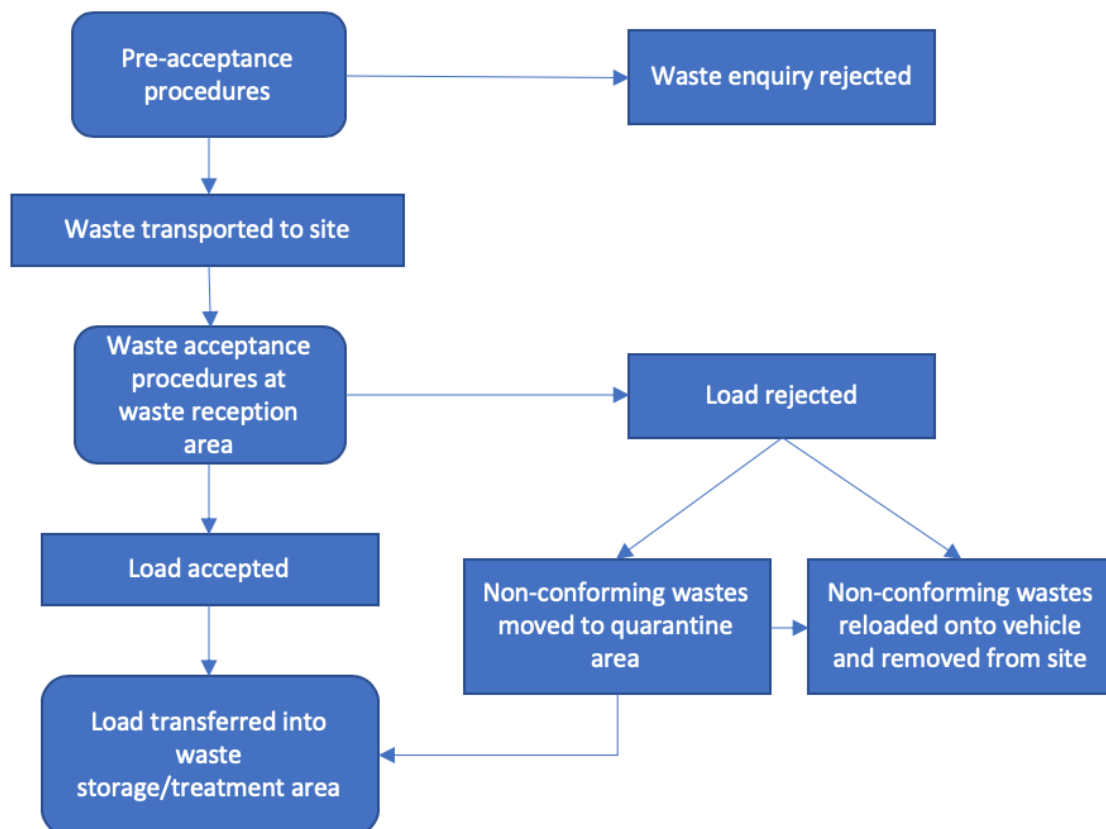 Pre-acceptance
procedures
Waste enquiry rejected
Waste transported to site
Waste acceptance
procedures at
waste reception
area
Load rejected
Load accepted
Non-conforming wastes
moved to quarantine
area
Non-conforming wastes
reloaded onto vehicle
and removed from site
Load transferred into
waste
storage/treatment area